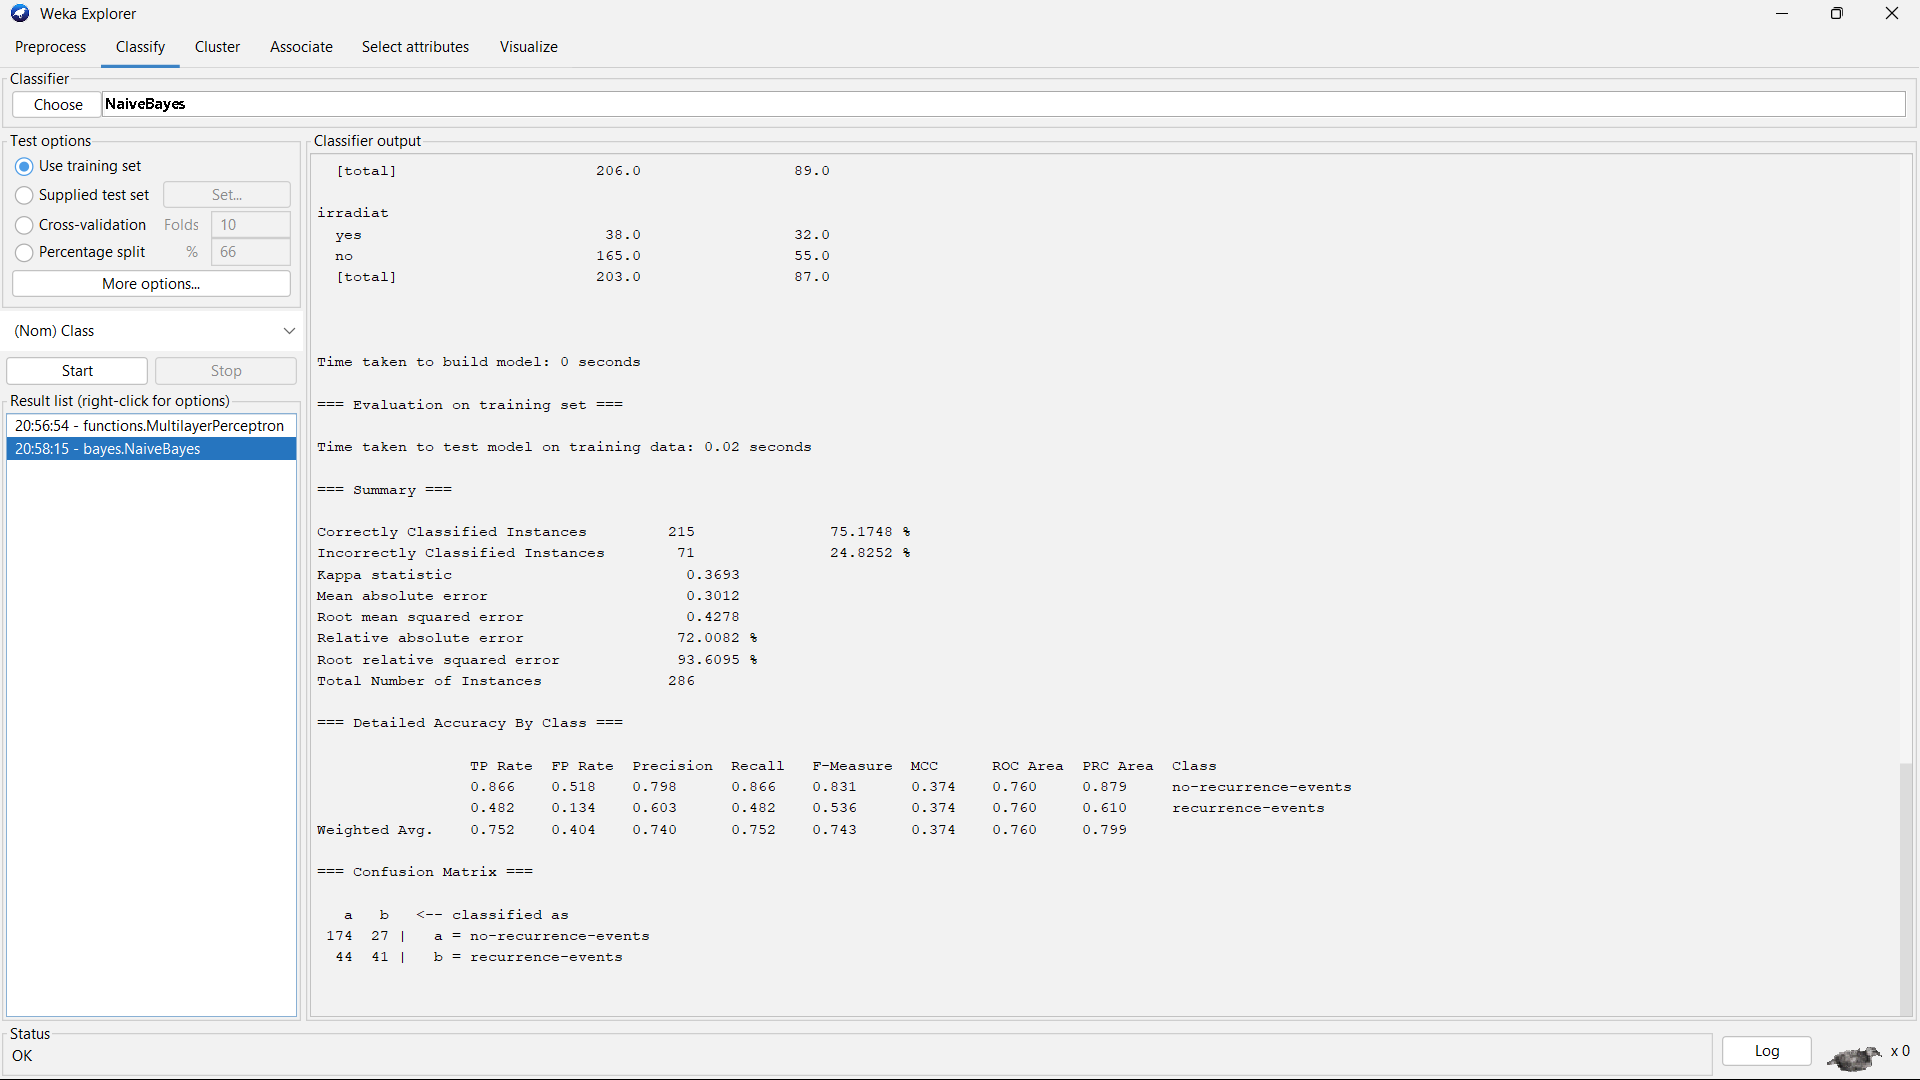 Weka Explorer
Preprocess Classify Cluster Associate Select attributes Visualize
Classifier
Choose NaiveBayes
Test options
Use training set
Supplied test set Set...
Cross-validation Folds 10
Percentage split % 66
More options...
(Nom) Class
Start Stop
Result list (right-click for options)
20:56:54 - functions.MultilayerPerceptron
20:58:15 - bayes.NaiveBayes
Classifier output
[total] 206.0 89.0
irradiat
yes 38.0 32.0
no 165.0 55.0
[total] 203.0 87.0
Time taken to build model: 0 seconds
=== Evaluation on training set ===
Time taken to test model on training data: 0.02 seconds
=== Summary ===
Correctly Classified Instances 215 75.1748 %
Incorrectly Classified Instances 71 24.8252 %
Kappa statistic 0.3693
Mean absolute error 0.3012
Root mean squared error 0.4278
Relative absolute error 72.0082 %
Root relative squared error 93.6095 %
Total Number of Instances 286
=== Detailed Accuracy By Class ===
TP Rate FP Rate Precision Recall F-Measure MCC ROC Area PRC Area Class
0.866 0.518 0.798 0.866 0.831 0.374 0.760 0.879 no-recurrence-events
0.482 0.134 0.603 0.482 0.536 0.374 0.760 0.610 recurrence-events
Weighted Avg. 0.752 0.404 0.740 0.752 0.743 0.374 0.760 0.799
=== Confusion Matrix ===
a b <-- classified as
174 27 | a = no-recurrence-events
44 41 | b = recurrence-events
Status
OK
Log x 0